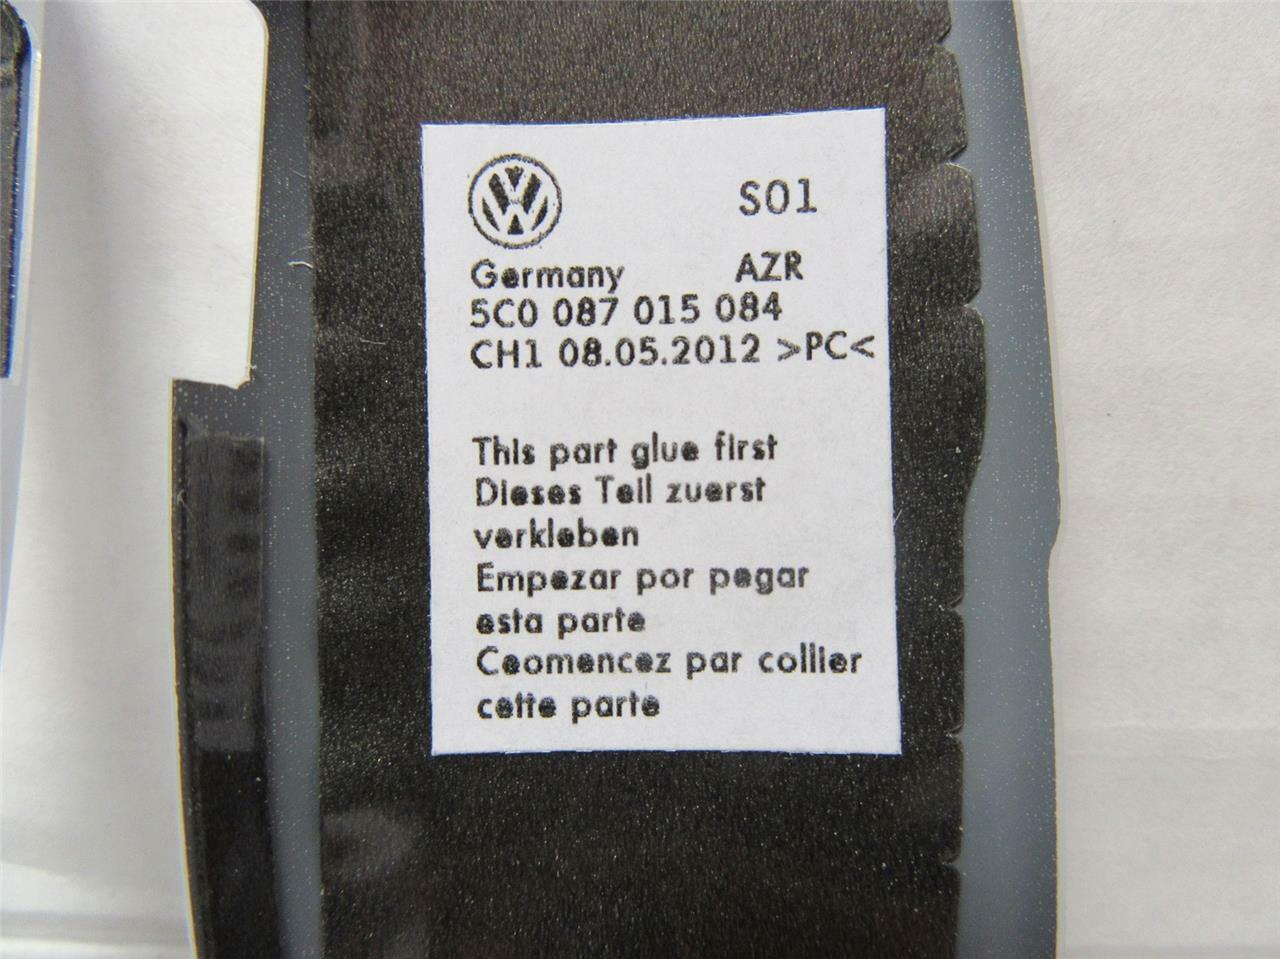 S01
Germany AZR
5C0 087 015 084
CH1 08.05.2012 >PC<
This part glue first
Dieses Teil zuerst
verkleben
Empezar por pegar
esta parte
Ceomencez par collier
cette parte